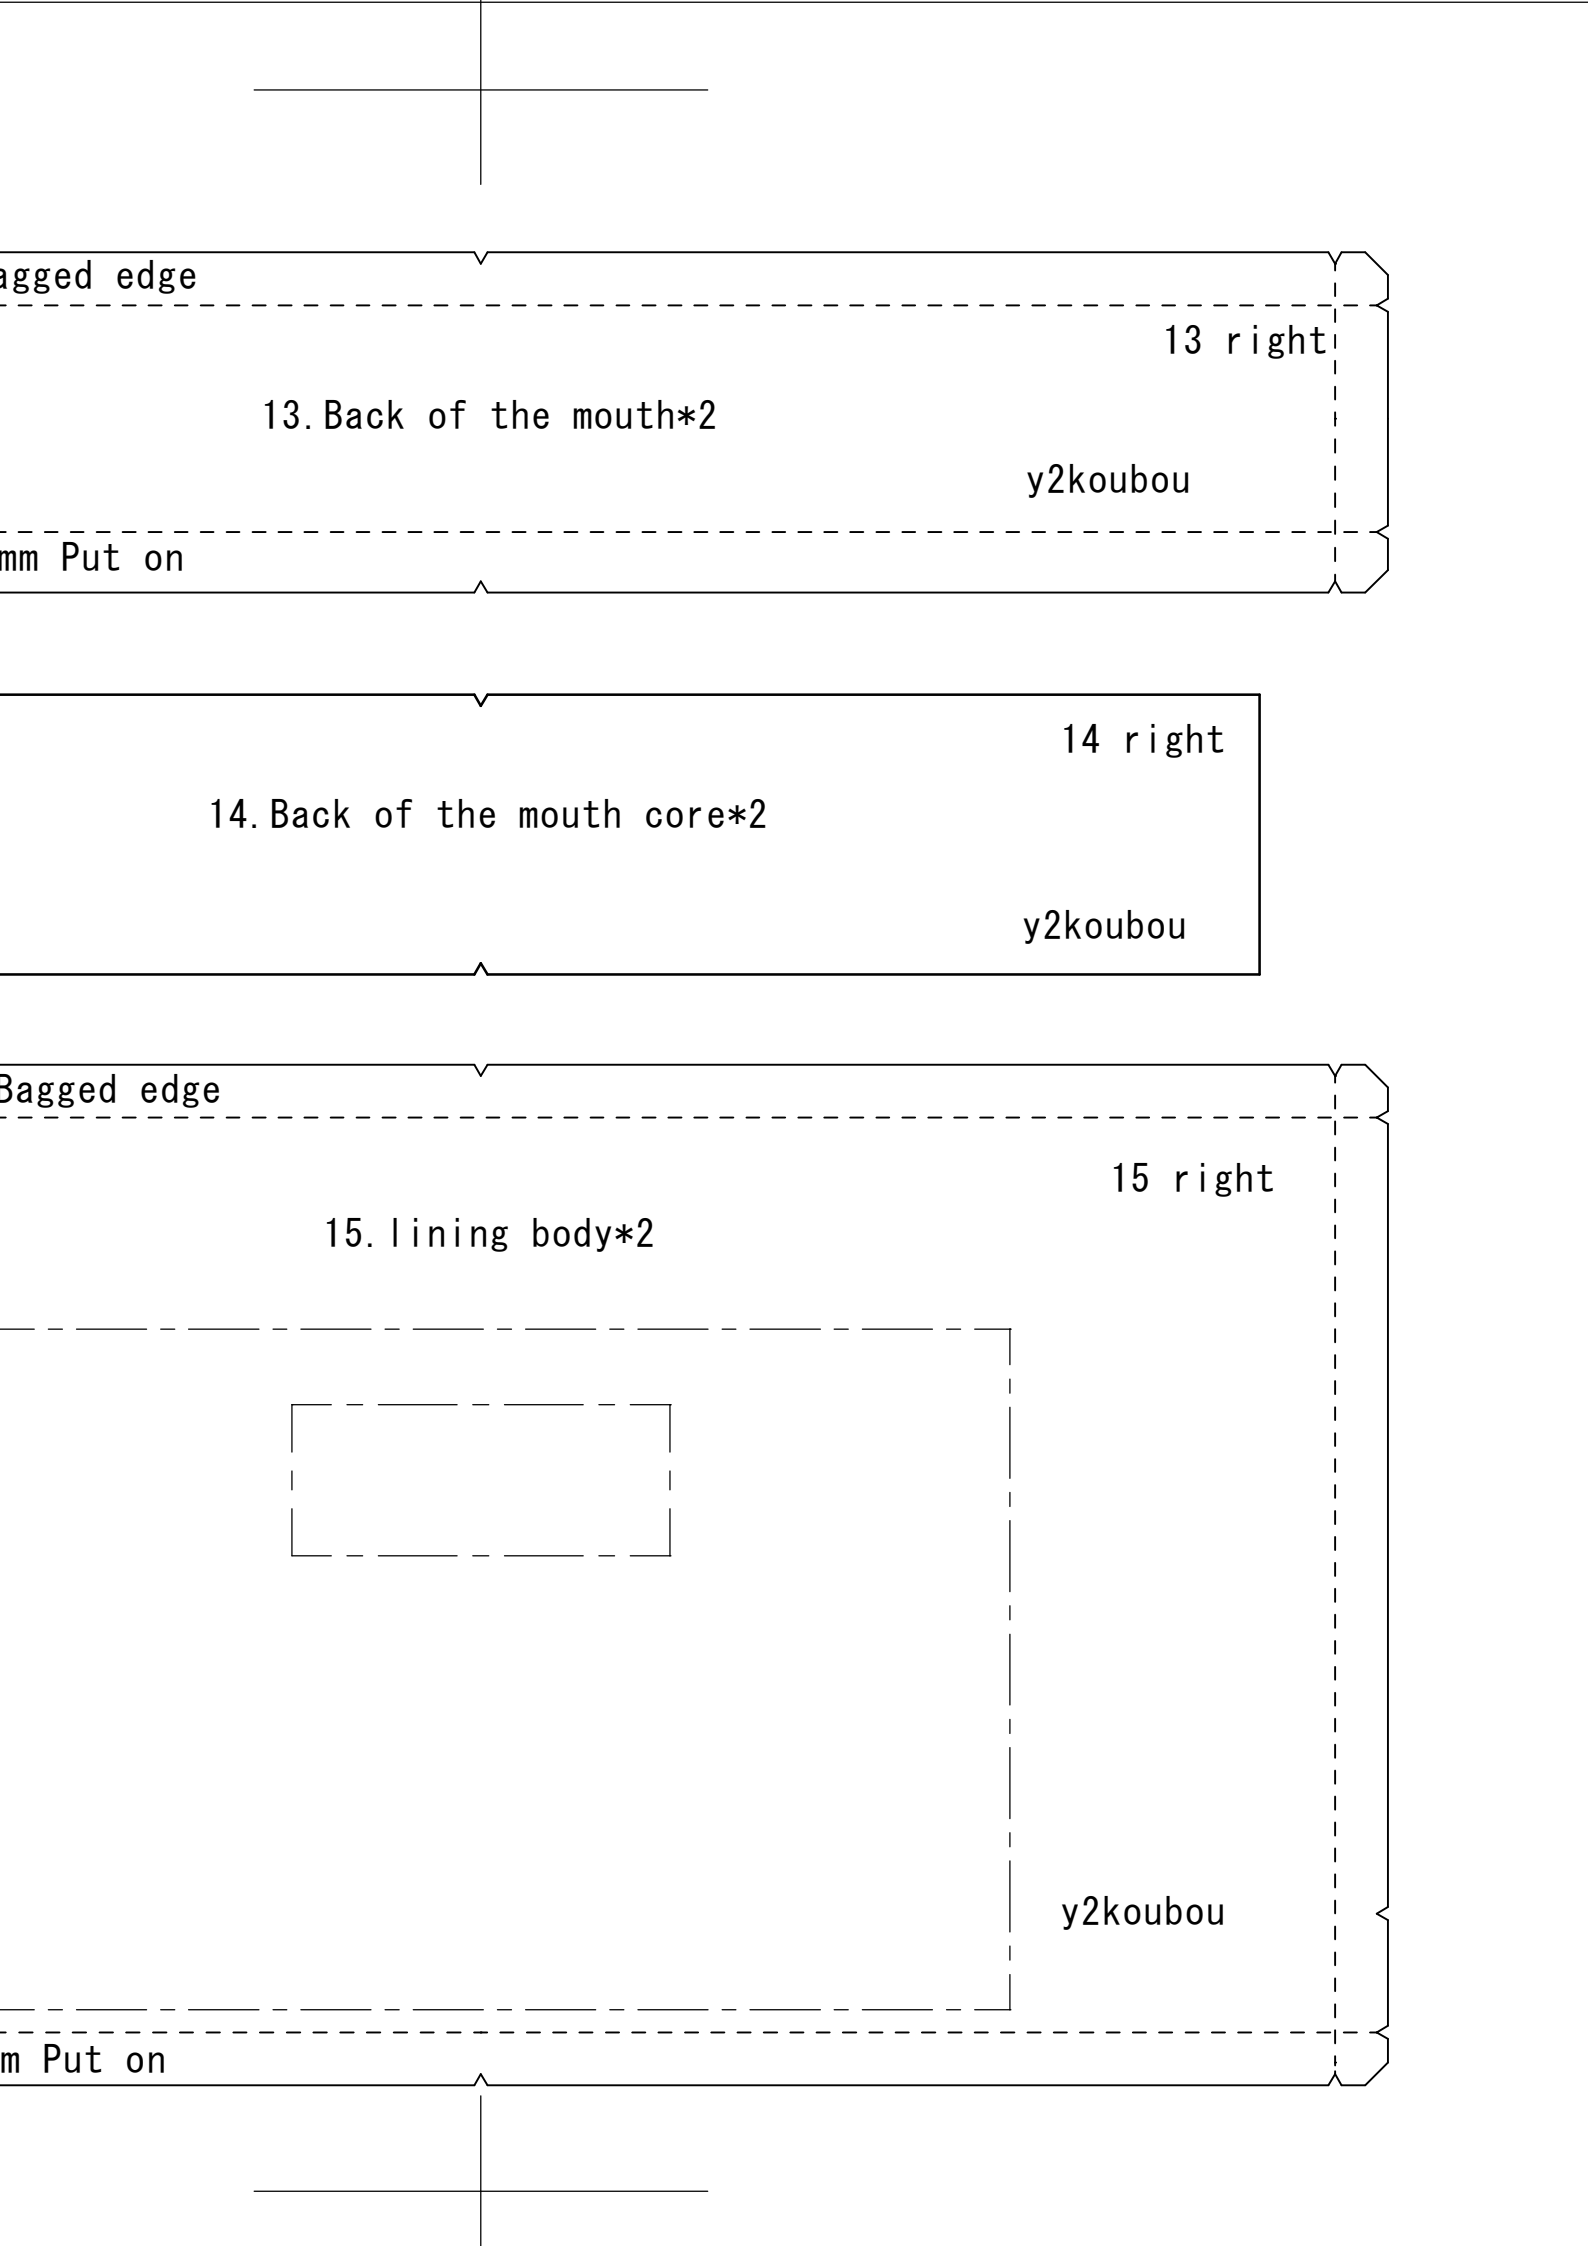 agged edge
13 right
13.Back of the mouth*2
y2koubou
mm Put on
14 right
14.Back of the mouth core*2
y2koubou
Bagged edge
15 right
15.lining body*2
y2koubou
m Put on